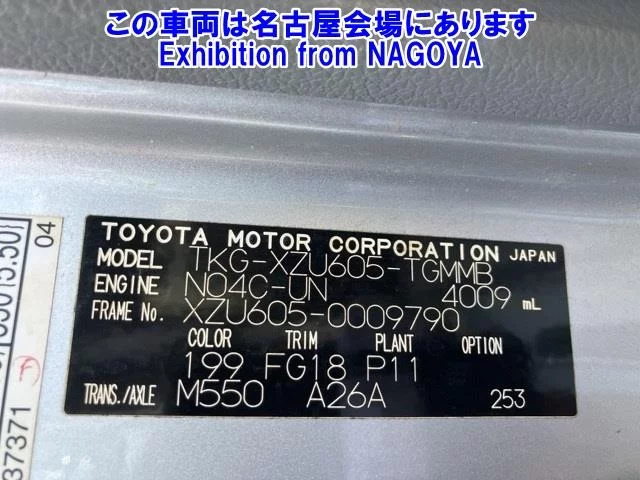 この車両は名古屋会場にあります
Exhibition from NAGOYA
TOYOTA MOTOR CORPORATION JAPAN
MODEL TKG-XZU605-TGMMB
ENGINE N04C-UN 4009 mL
FRAME No. XZU605-0009790
COLOR TRIM PLANT OPTION
199 FG18 P11
TRANS./AXLE M550 A26A 253
04
37371